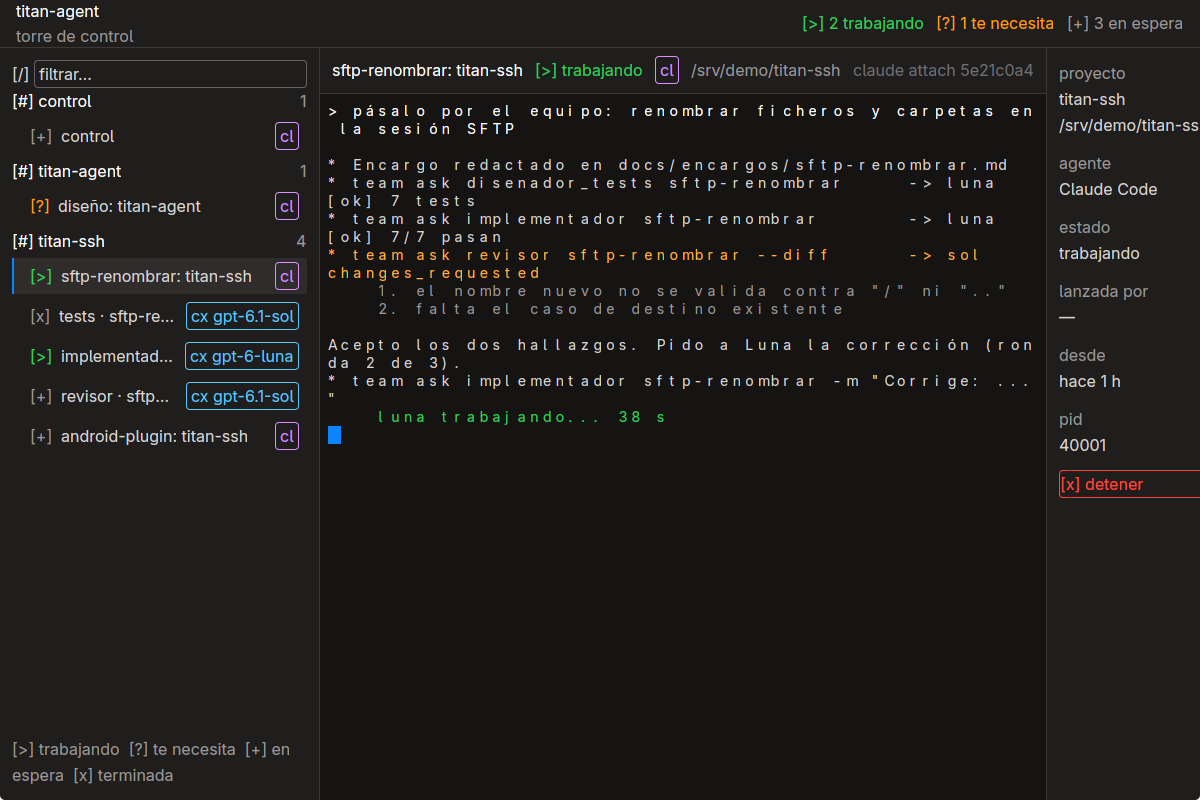 titan-agent
torre de control
[>] 2 trabajando [?] 1 te necesita [+] 3 en espera
[/] filtrar...
[#] control 1
[+] control cl
[#] titan-agent 1
[?] diseño: titan-agent cl
[#] titan-ssh 4
[>] sftp-renombrar: titan-ssh cl
[x] tests · sftp-re... cx gpt-6.1-sol
[>] implementad... cx gpt-6-luna
[+] revisor · sftp... cx gpt-6.1-sol
[+] android-plugin: titan-ssh cl
[>] trabajando [?] te necesita [+] en
espera [x] terminada
sftp-renombrar: titan-ssh [>] trabajando cl /srv/demo/titan-ssh claude attach 5e21c0a4
> pásalo por el equipo: renombrar ficheros y carpetas en
la sesión SFTP
* Encargo redactado en docs/encargos/sftp-renombrar.md
* team ask disenador_tests sftp-renombrar -> luna
[ok] 7 tests
* team ask implementador sftp-renombrar -> luna
[ok] 7/7 pasan
* team ask revisor sftp-renombrar --diff -> sol
changes_requested
1. el nombre nuevo no se valida contra "/" ni ".."
2. falta el caso de destino existente
Acepto los dos hallazgos. Pido a Luna la corrección (ron
da 2 de 3).
* team ask implementador sftp-renombrar -m "Corrige: ...
"
luna trabajando... 38 s
proyecto
titan-ssh
/srv/demo/titan-ss
agente
Claude Code
estado
trabajando
lanzada por
—
desde
hace 1 h
pid
40001
[x] detener